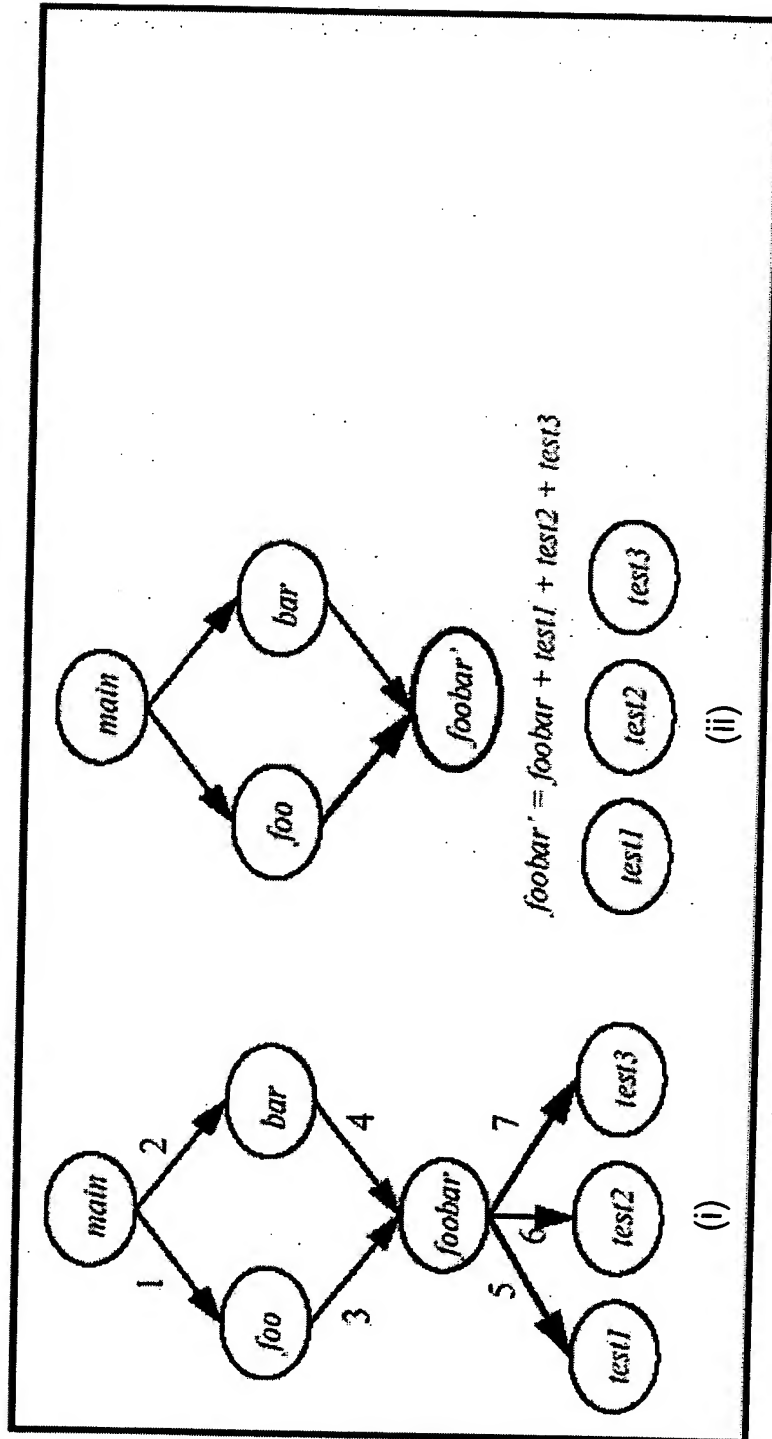 main
1
2
foo
bar
3
4
foobar
5
6
7
test1
test2
test3
(i)
main
foo
bar
foobar'
foobar' = foobar + test1 + test2 + test3
test1
test2
test3
(ii)